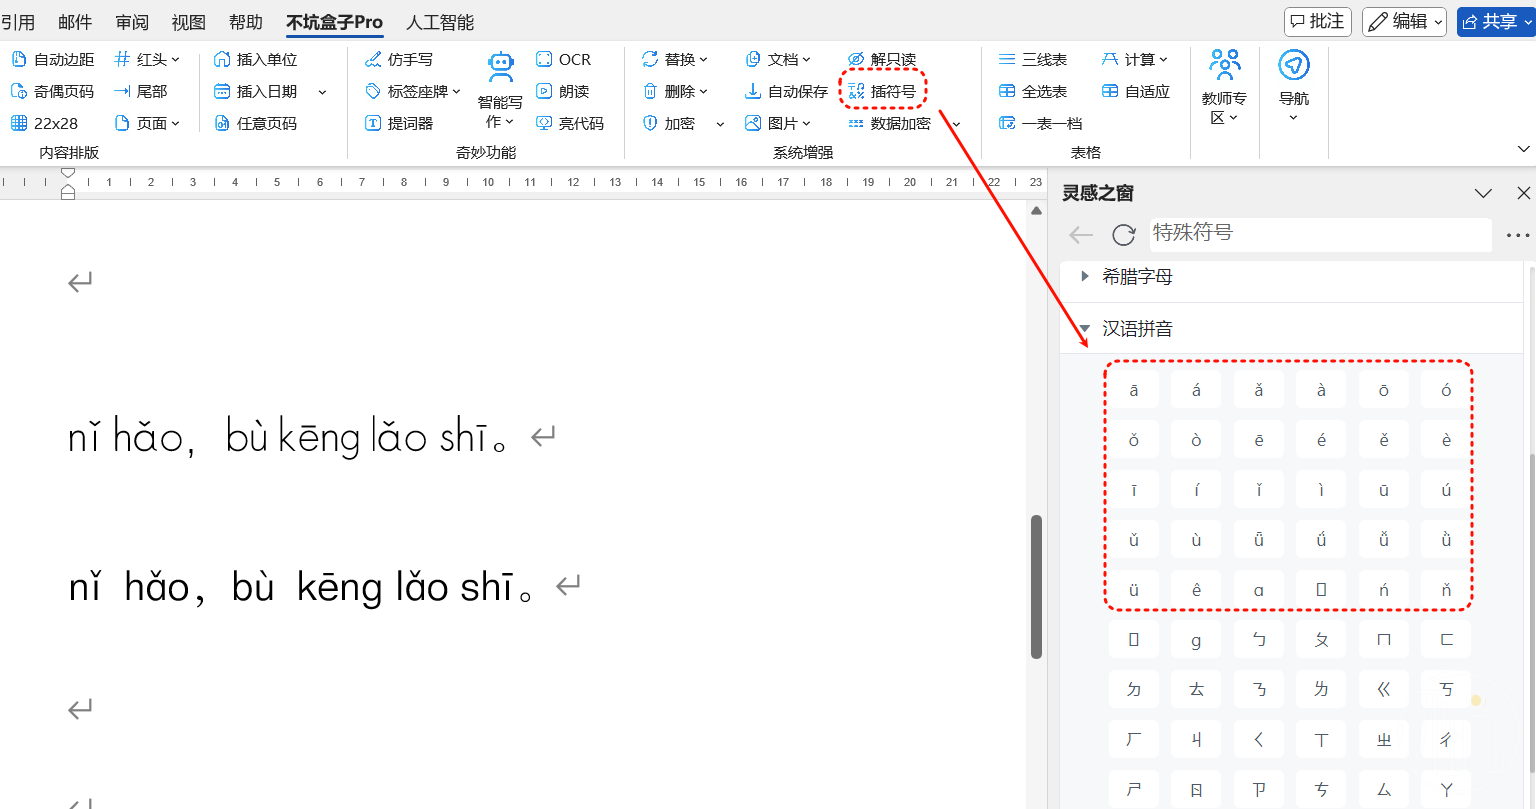 引用 邮件 审阅 视图 帮助 不坑盒子Pro 人工智能 批注 编辑 共享
自动边距 红头 插入单位 仿手写 OCR 替换 文档 解只读 三线表 计算
奇偶页码 尾部 插入日期 标签座牌 朗读 删除 自动保存 插符号 全选表 自适应
22x28 页面 任意页码 提词器 亮代码 加密 图片 数据加密 一表一档
智能写作
教师专区
导航
内容排版 奇妙功能 系统增强 表格
1 2 3 4 5 6 7 8 9 10 11 12 13 14 15 16 17 18 19 20 21 22 23
nǐ hǎo，bù kēng lǎo shī。
nǐ hǎo，bù kēng lǎo shī。
灵感之窗
特殊符号
希腊字母
汉语拼音
ā á ǎ à ō ó
ǒ ò ē é ě è
ī í ǐ ì ū ú
ǔ ù ǖ ǘ ǚ ǜ
ü ê ɑ ń ň
ɡ ㄅ ㄆ ㄇ ㄈ
ㄉ ㄊ ㄋ ㄌ ㄍ ㄎ
ㄏ ㄐ ㄑ ㄒ ㄓ ㄔ
ㄕ ㄖ ㄗ ㄘ ㄙ ㄚ